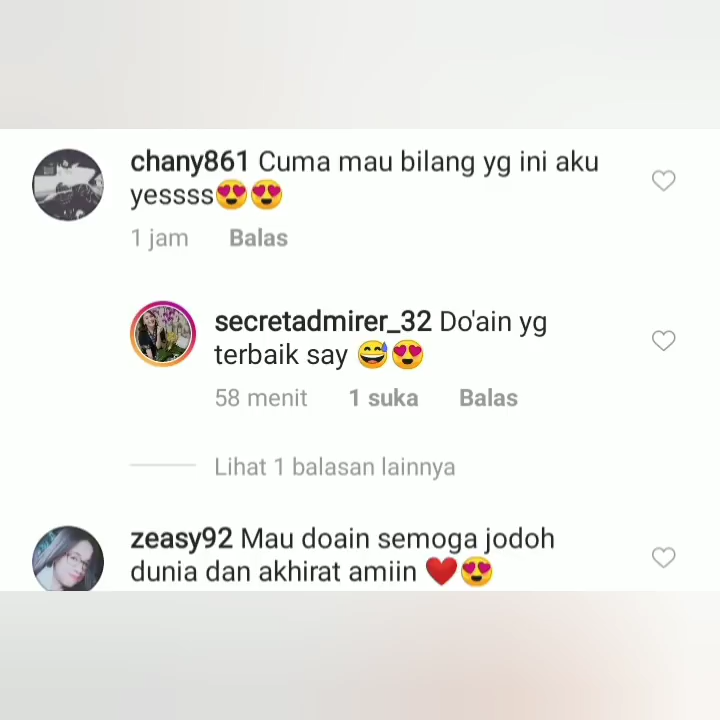 chany861 Cuma mau bilang yg ini aku
yessss😍😍
1 jam Balas
secretadmirer_32 Do'ain yg
terbaik say 😅😍
58 menit 1 suka Balas
Lihat 1 balasan lainnya
zeasy92 Mau doain semoga jodoh
dunia dan akhirat amiin ❤️😍